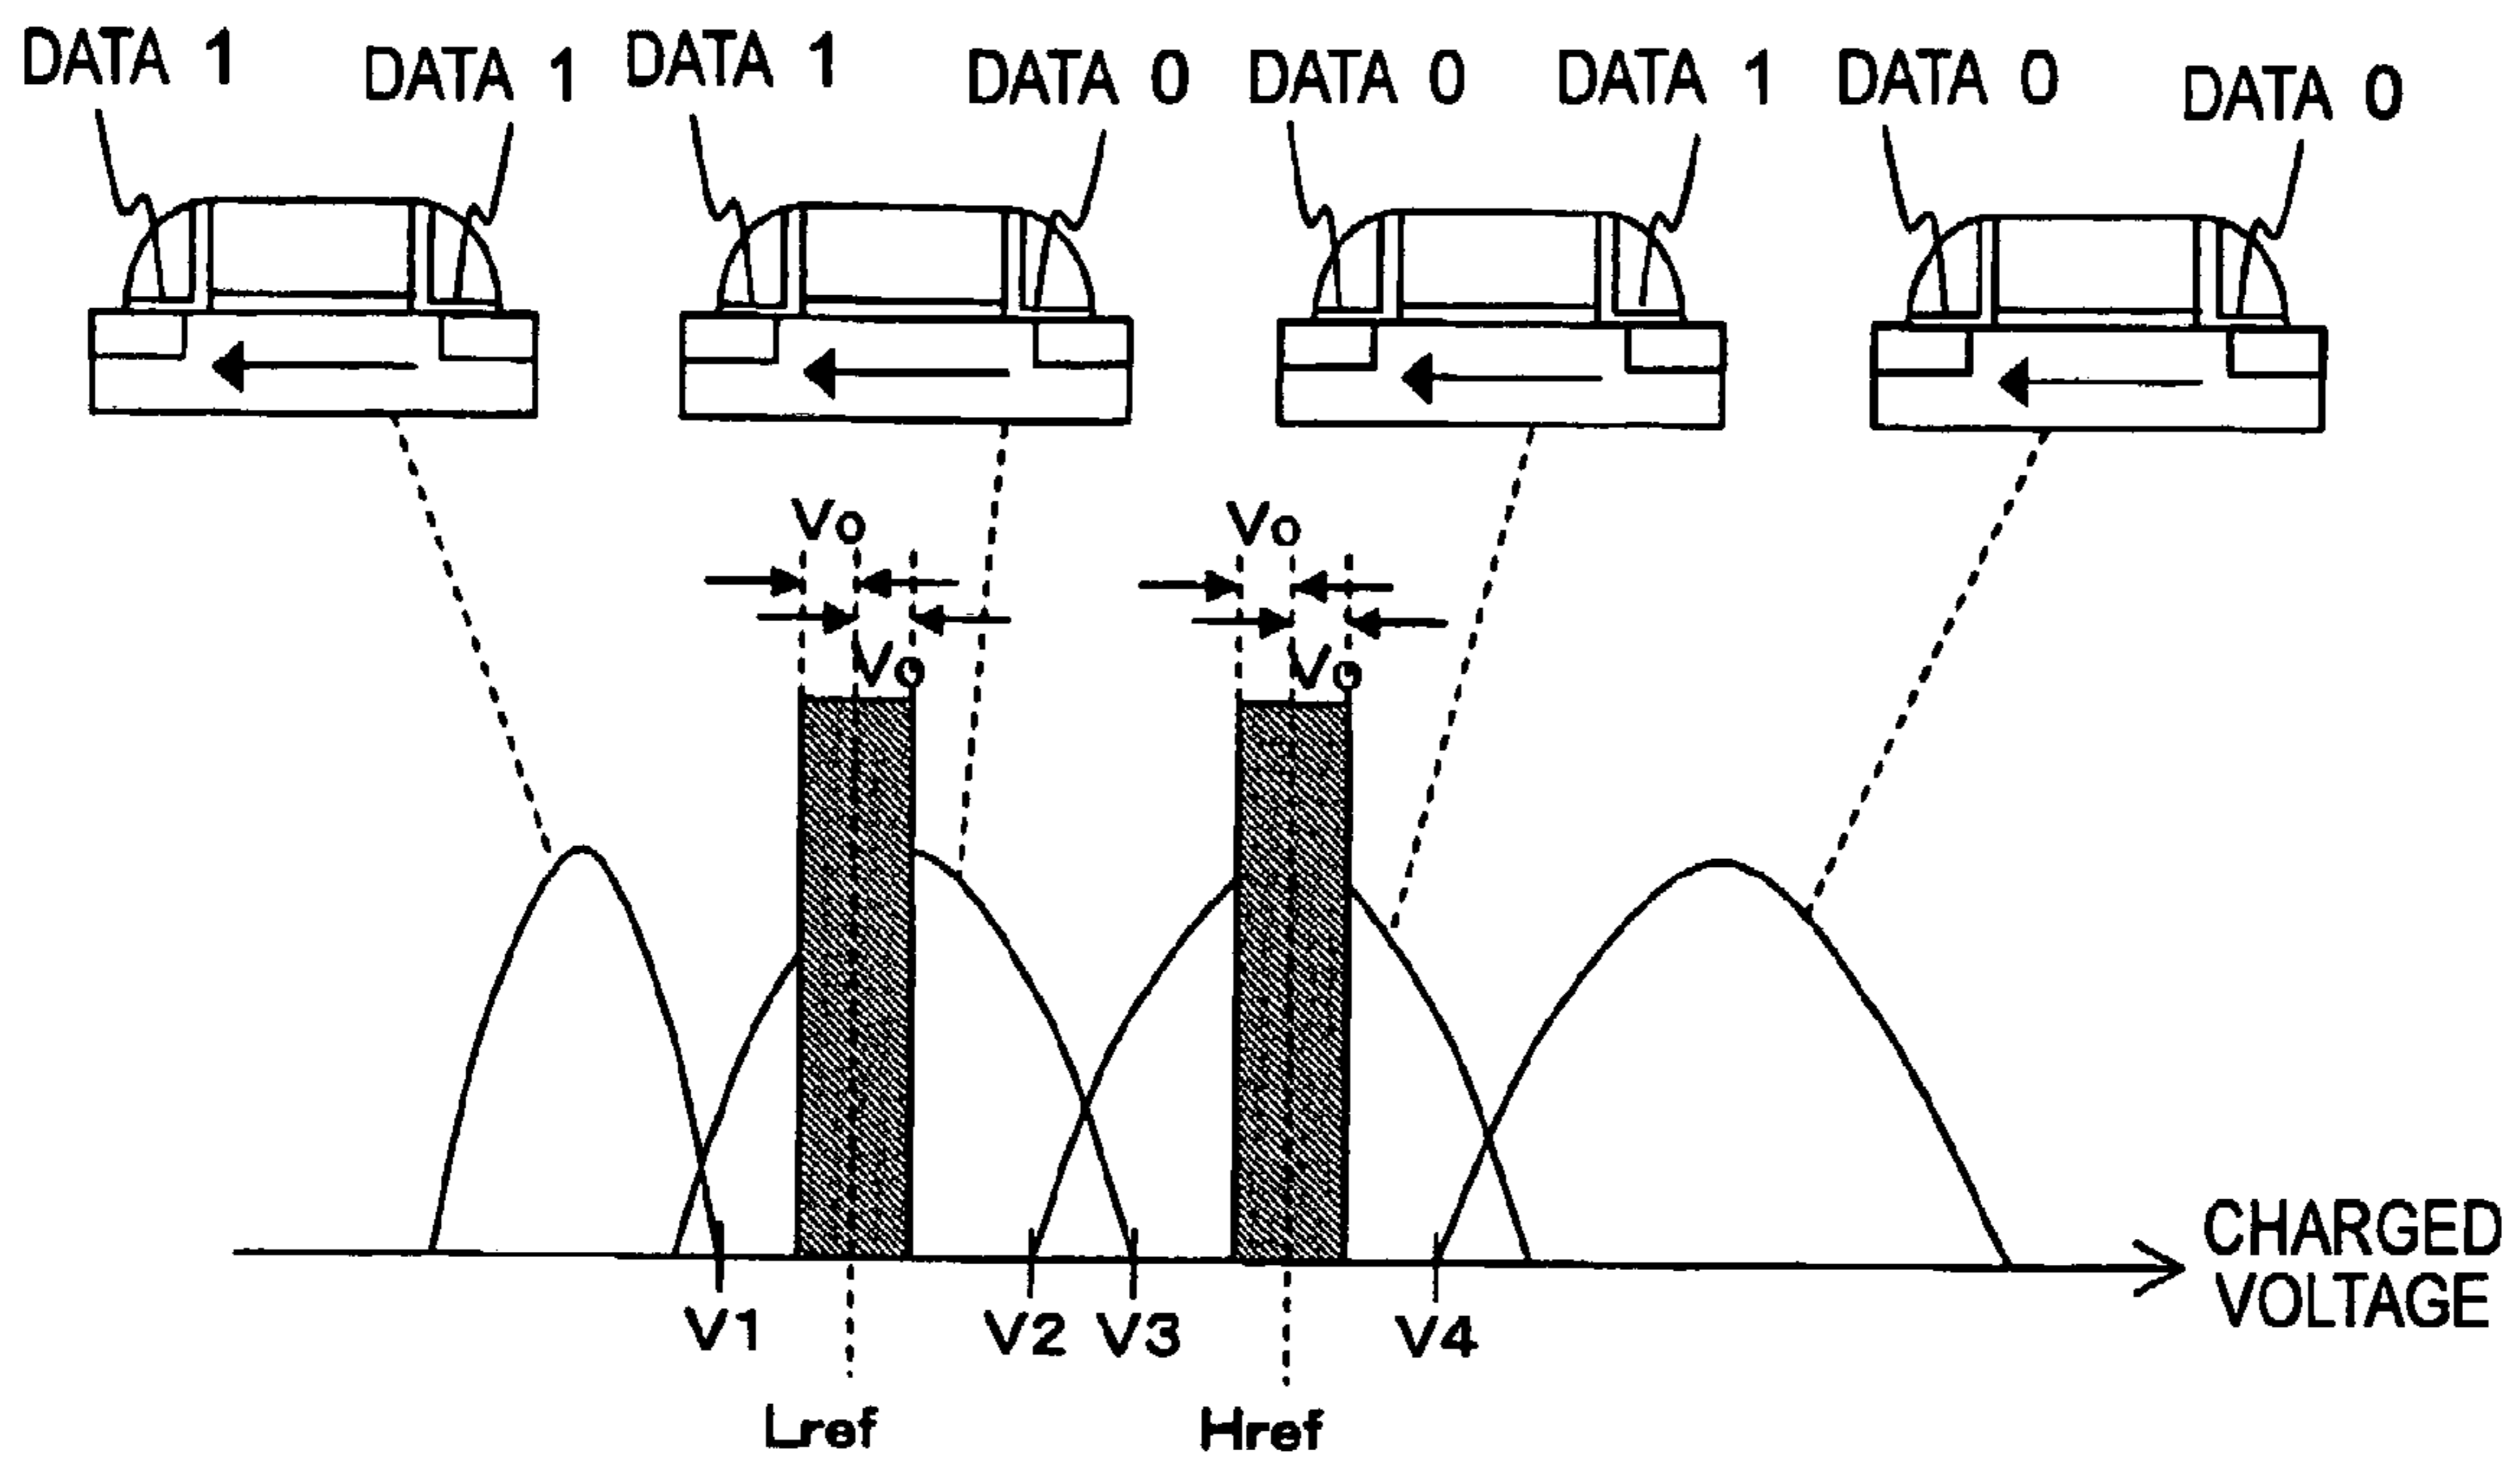 DATA 1
DATA 1
DATA 1
DATA 0
DATA 0
DATA 1
DATA 0
DATA 0
Vo
Vo
Vo
Vo
V1
V2
V3
V4
CHARGED
VOLTAGE
Lref
Href